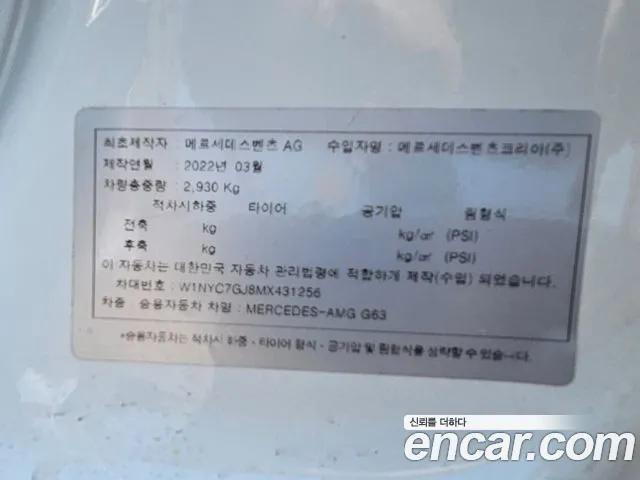 최초제작자 : 메르세데스벤츠 AG 수입자명 : 메르세데스벤츠코리아(주)
제작연월 : 2022년 03월
차량총중량 : 2,930 Kg
적차시하중 타이어 공기압 림형식
전축 kg kg/㎠ (PSI)
후축 kg kg/㎠ (PSI)
이 자동차는 대한민국 자동차 관리법령에 적합하게 제작(수입) 되었습니다.
차대번호 : W1NYC7GJ8MX431256
차종 : 승용자동차 차명 : MERCEDES-AMG G63
*승용자동차는 적차시 하중·타이어 형식·공기압 및 림형식을 생략할 수 있습니다.
신뢰를 더하다
encar.com